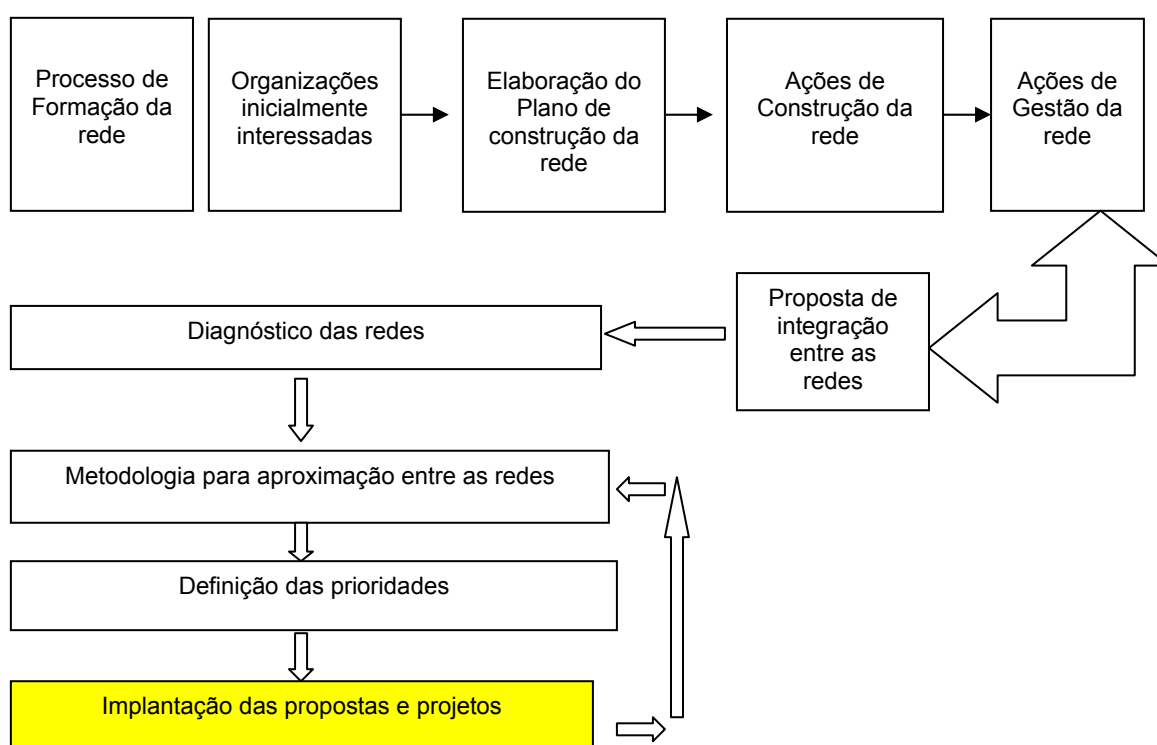 Processo de
Formação da
rede
Organizações
inicialmente
interessadas
Elaboração do
Plano de
construção da
rede
Ações de
Construção da
rede
Ações de
Gestão da
rede
Proposta de
integração
entre as
redes
Diagnóstico das redes
Metodologia para aproximação entre as redes
Definição das prioridades
Implantação das propostas e projetos